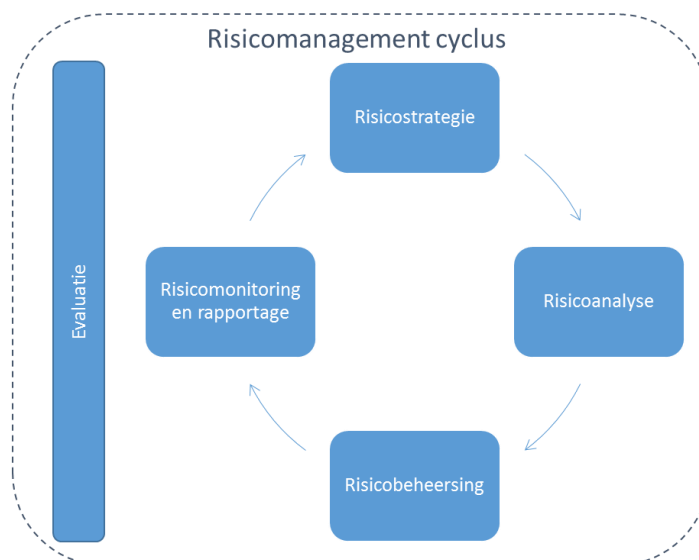 Risicomanagement cyclus
Risicostrategie
Evaluatie
Risicomonitoring
en rapportage
Risicoanalyse
Risicobeheersing